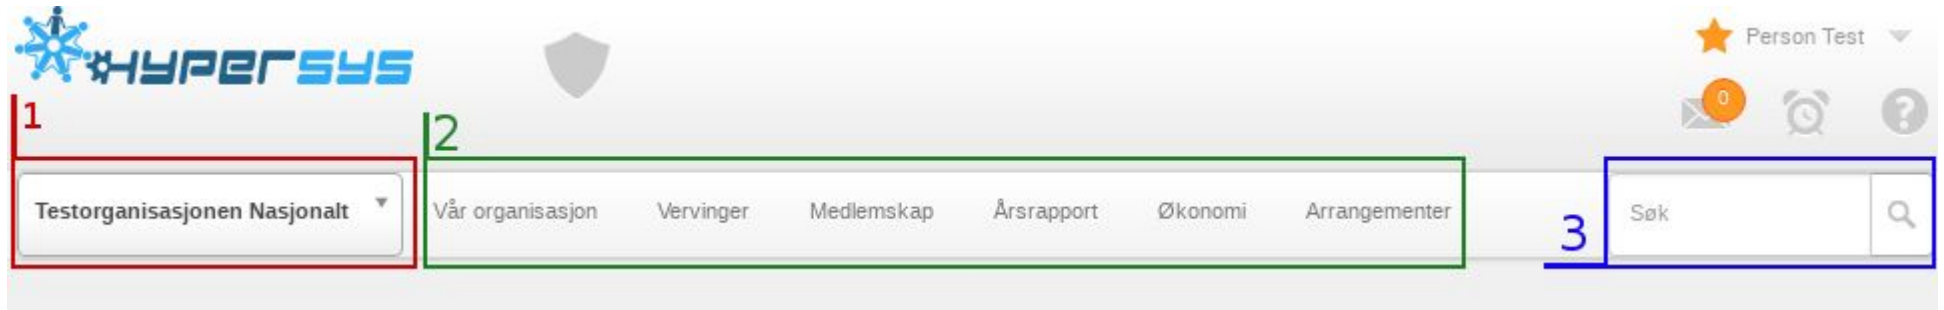 HYPERSYS
Person Test
0
?
1
2
Testorganisasjonen Nasjonalt
Vår organisasjon
Vervinger
Medlemskap
Årsrapport
Økonomi
Arrangementer
3
Søk